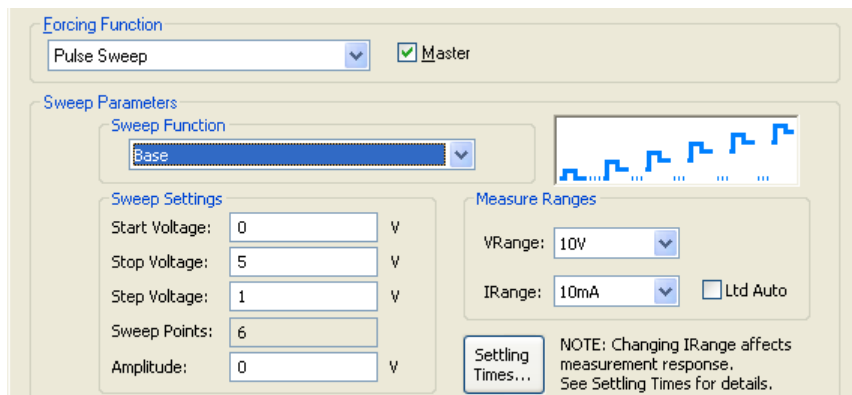 Forcing Function
Pulse Sweep
Master
Sweep Parameters
Sweep Function
Base
Sweep Settings
Start Voltage: 0 V
Stop Voltage: 5 V
Step Voltage: 1 V
Sweep Points: 6
Amplitude: 0 V
Measure Ranges
VRange: 10V
IRange: 10mA
Ltd Auto
Settling
Times...
NOTE: Changing IRange affects
measurement response.
See Settling Times for details.